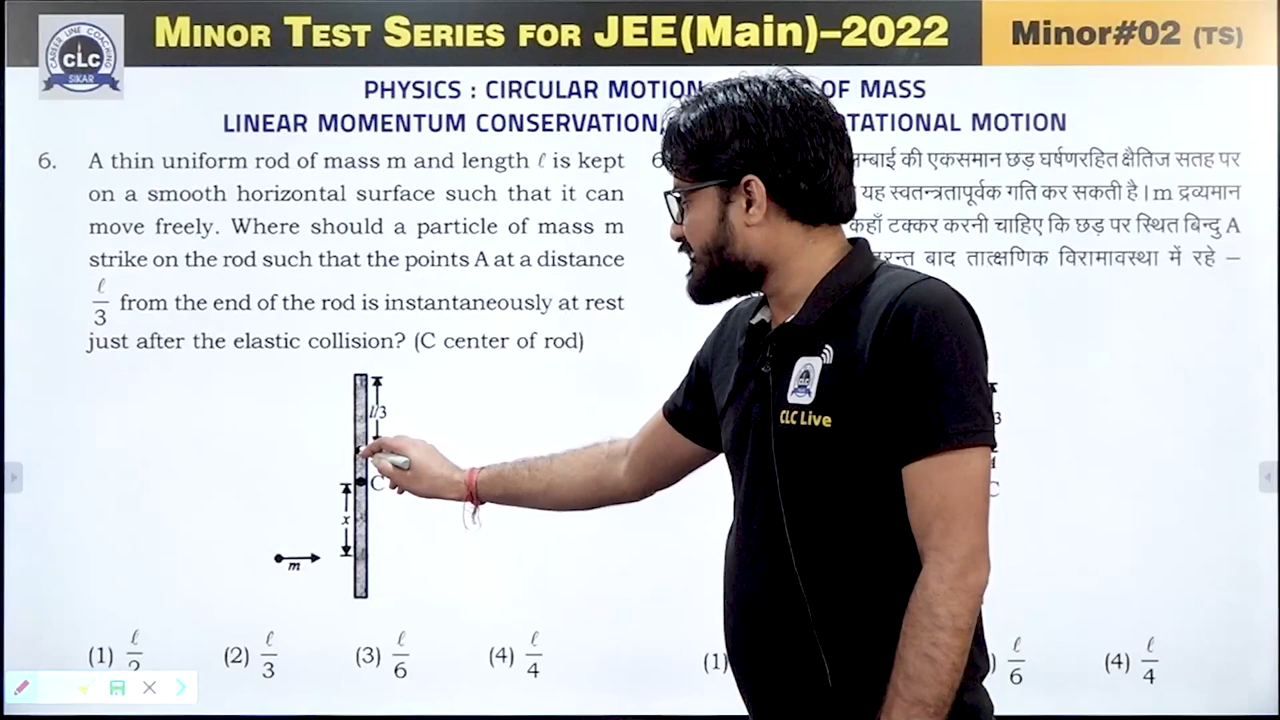 MINOR TEST SERIES FOR JEE(Main)–2022
Minor#02 (TS)
CAREER LINE COACHING
CLC
SIKAR
PHYSICS : CIRCULAR MOTION OF MASS
LINEAR MOMENTUM CONSERVATION, TATIONAL MOTION
6. A thin uniform rod of mass m and length ℓ is kept
on a smooth horizontal surface such that it can
move freely. Where should a particle of mass m
strike on the rod such that the points A at a distance
ℓ/3 from the end of the rod is instantaneously at rest
just after the elastic collision? (C center of rod)
l/3
C
x
m
(1) ℓ/2 (2) ℓ/3 (3) ℓ/6 (4) ℓ/4
म्बाई की एकसमान छड़ घर्षणरहित क्षैतिज सतह पर
यह स्वतन्त्रतापूर्वक गति कर सकती है। m द्रव्यमान
कहाँ टक्कर करनी चाहिए कि छड़ पर स्थित बिन्दु A
बाद तात्क्षणिक विरामावस्था में रहे –
3
C
(1) ℓ/6 (4) ℓ/4
CLC
CLC Live